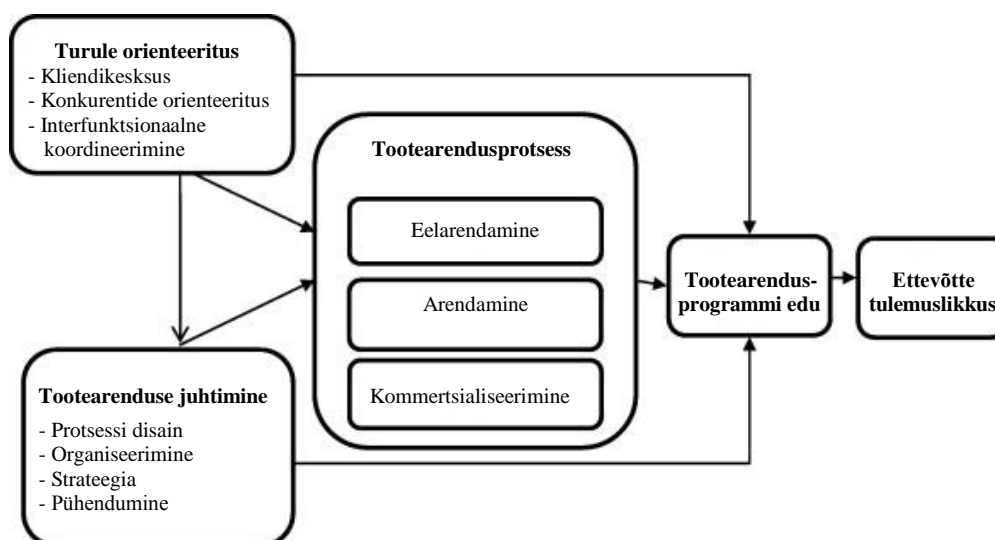 Turule orienteeritus
- Kliendikesksus
- Konkurentide orienteeritus
- Interfunktsionaalne
koordineerimine
Tootearendusprotsess
Eelarendamine
Arendamine
Kommertsialiseerimine
Tootearenduse juhtimine
- Protsessi disain
- Organiseerimine
- Strateegia
- Pühendumine
Tootearendus-
programmi edu
Ettevõtte
tulemuslikkus